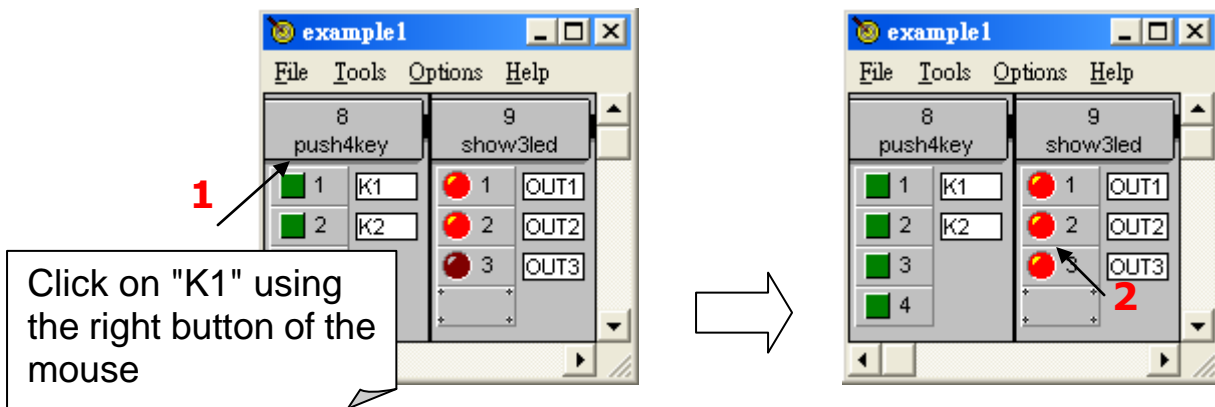 example1
File Tools Options Help
8 9
push4key show3led
1 K1 1 OUT1
2 K2 2 OUT2
3 OUT3
1
Click on "K1" using
the right button of the
mouse
example1
File Tools Options Help
8 9
push4key show3led
1 K1 1 OUT1
2 K2 2 OUT2
3 3 OUT3
4
2